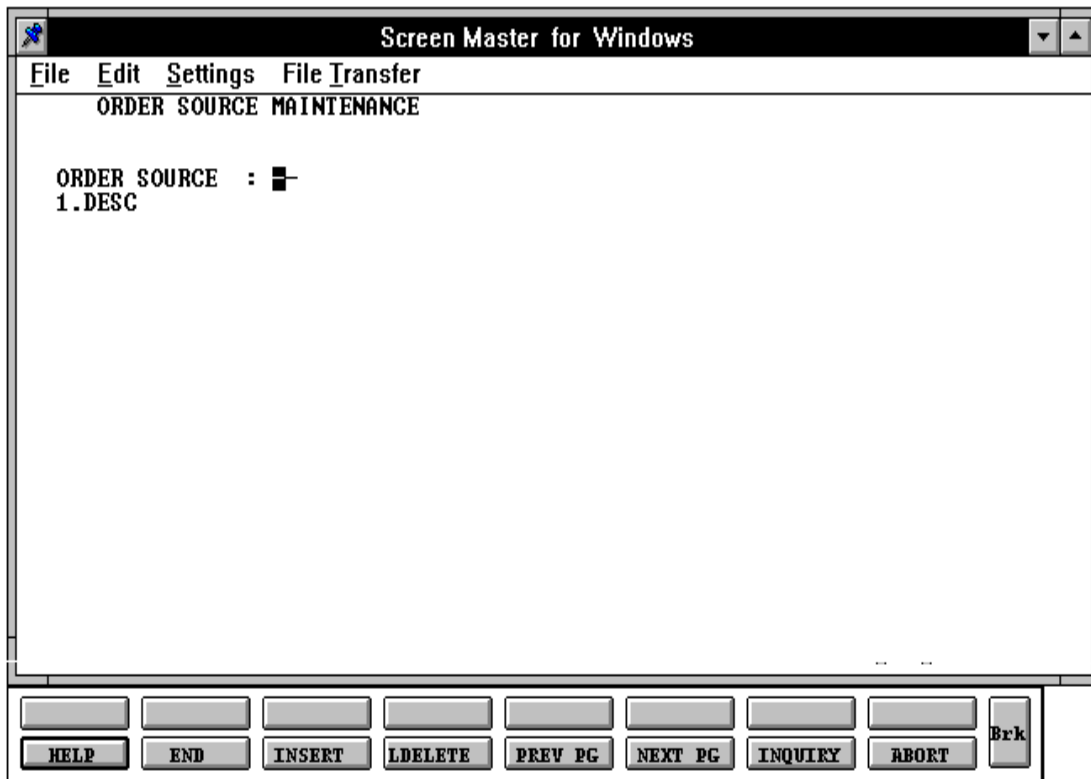 Screen Master for Windows
File Edit Settings File Transfer
ORDER SOURCE MAINTENANCE
ORDER SOURCE :
1.DESC
Brk
HELP END INSERT LDELETE PREV PG NEXT PG INQUIRY ABORT